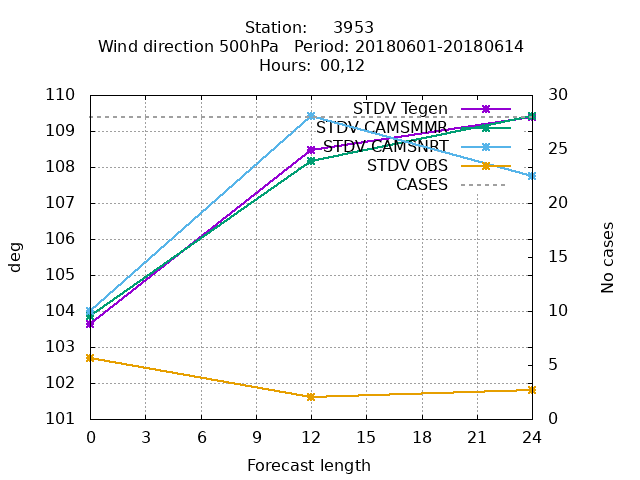 Station: 3953
Wind direction 500hPa Period: 20180601-20180614
Hours: 00,12
110
109
108
107
106
105
104
103
102
101
30
25
20
15
10
5
0
STDV Tegen
STDV CAMSMMR
STDV CAMSNRT
STDV OBS
CASES
deg
No cases
0 3 6 9 12 15 18 21 24
Forecast length